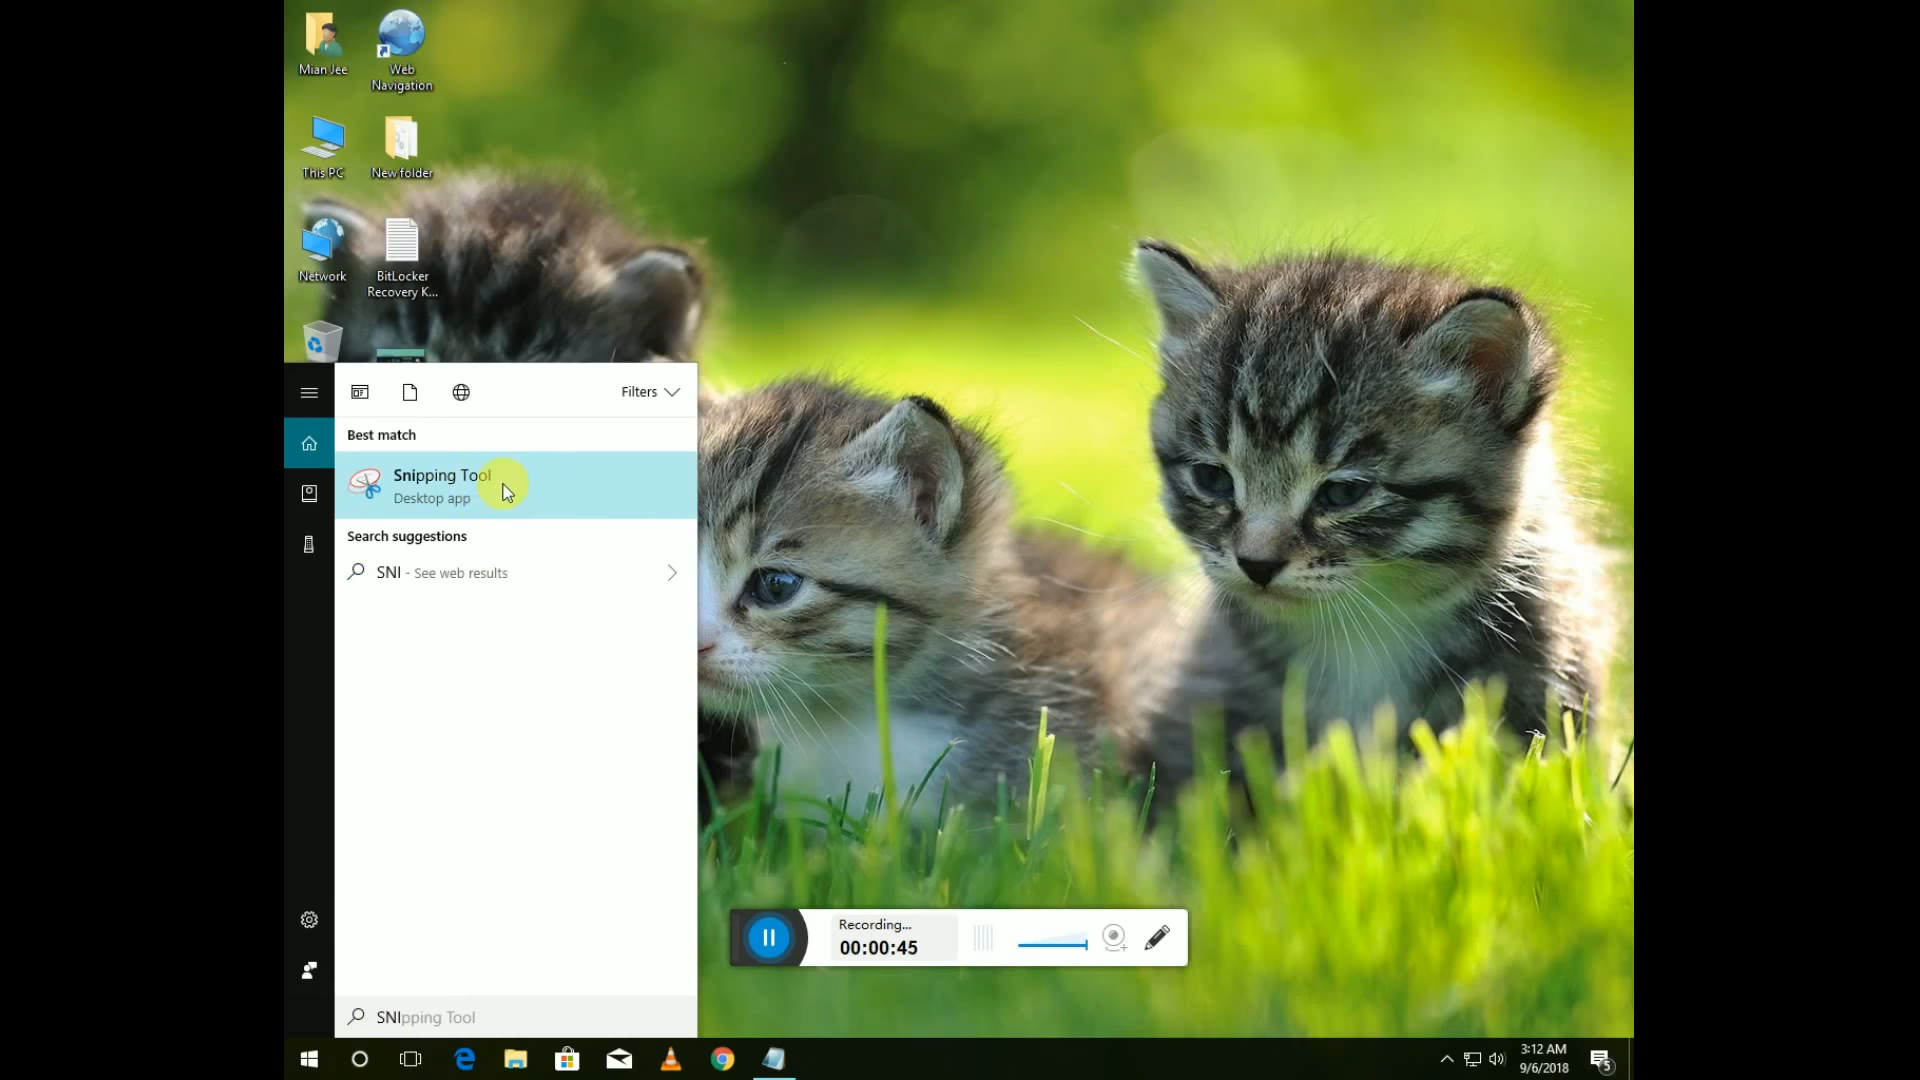 Mian Jee
Web
Navigation
This PC
New folder
Network
BitLocker
Recovery K...
Filters
Best match
Snipping Tool
Desktop app
Search suggestions
SNI - See web results
Recording...
00:00:45
SNIpping Tool
3:12 AM
9/6/2018
5